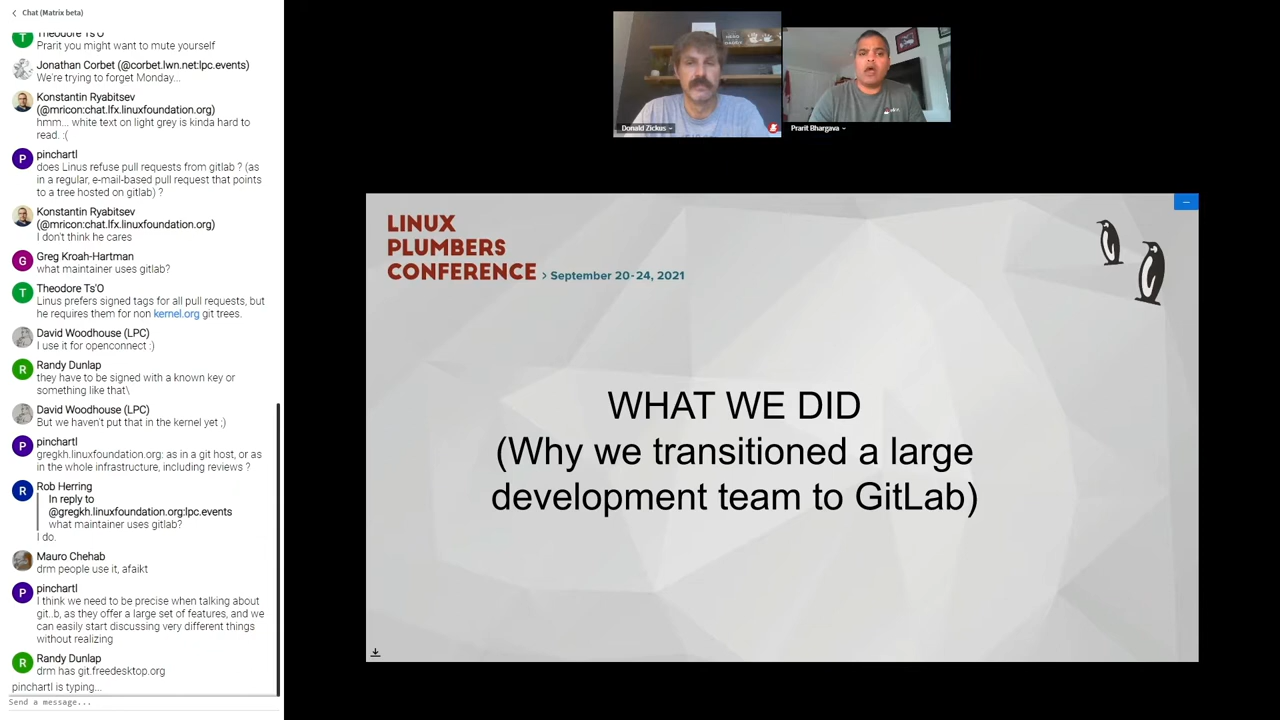 Chat (Matrix beta)
Theodore Ts'O
Prarit you might want to mute yourself
Jonathan Corbet (@corbet.lwn.net:lpc.events)
We're trying to forget Monday...
Konstantin Ryabitsev
(@mricon:chat.lfx.linuxfoundation.org)
hmm... white text on light grey is kinda hard to
read. :(
P
pinchartl
does Linus refuse pull requests from gitlab ? (as
in a regular, e-mail-based pull request that points
to a tree hosted on gitlab) ?
Konstantin Ryabitsev
(@mricon:chat.lfx.linuxfoundation.org)
I don't think he cares
G
Greg Kroah-Hartman
what maintainer uses gitlab?
T
Theodore Ts'O
Linus prefers signed tags for all pull requests, but
he requires them for non kernel.org git trees.
David Woodhouse (LPC)
I use it for openconnect :)
R
Randy Dunlap
they have to be signed with a known key or
something like that\
David Woodhouse (LPC)
But we haven't put that in the kernel yet ;)
P
pinchartl
gregkh.linuxfoundation.org: as in a git host, or as
in the whole infrastructure, including reviews ?
R
Rob Herring
In reply to
@gregkh.linuxfoundation.org:lpc.events
what maintainer uses gitlab?
I do.
Mauro Chehab
drm people use it, afaikt
P
pinchartl
I think we need to be precise when talking about
git..b, as they offer a large set of features, and we
can easily start discussing very different things
without realizing
R
Randy Dunlap
drm has git.freedesktop.org
pinchartl is typing...
Send a message...
Donald Zickus
Prarit Bhargava
LINUX
PLUMBERS
CONFERENCE > September 20-24, 2021
WHAT WE DID
(Why we transitioned a large
development team to GitLab)